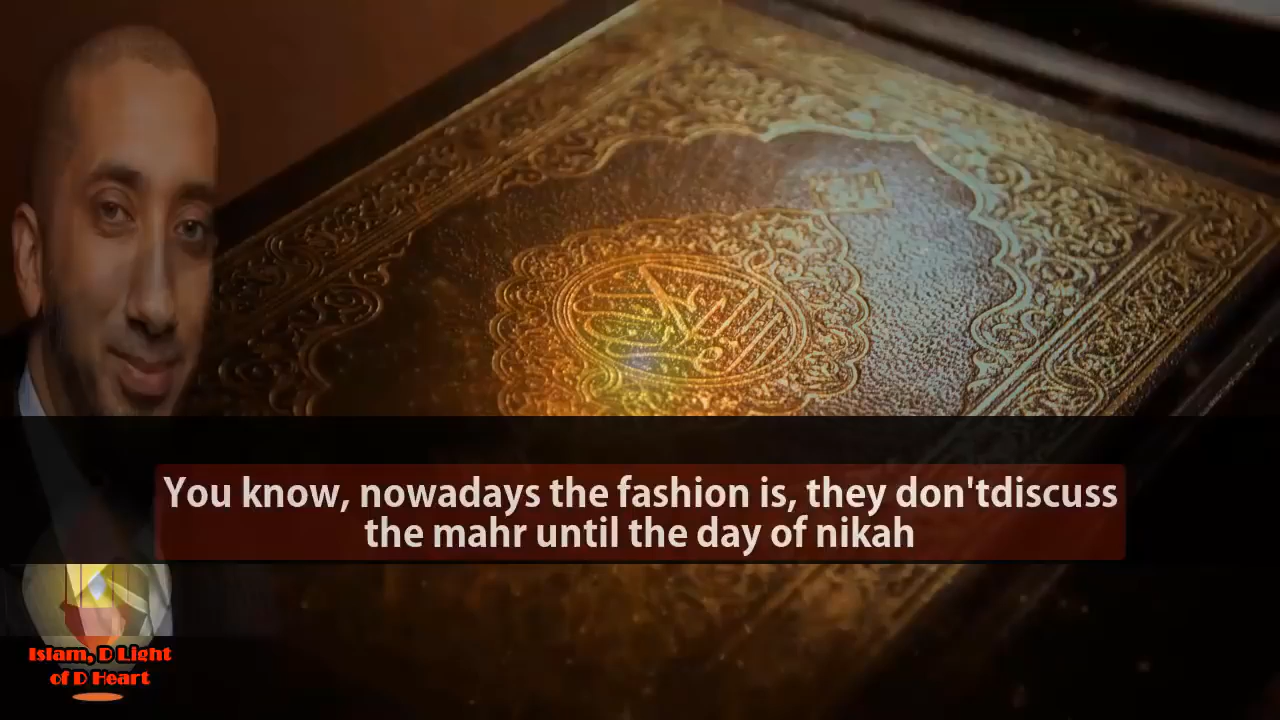 You know, nowadays the fashion is, they don'tdiscuss
the mahr until the day of nikah
Islam, D Light
of D Heart